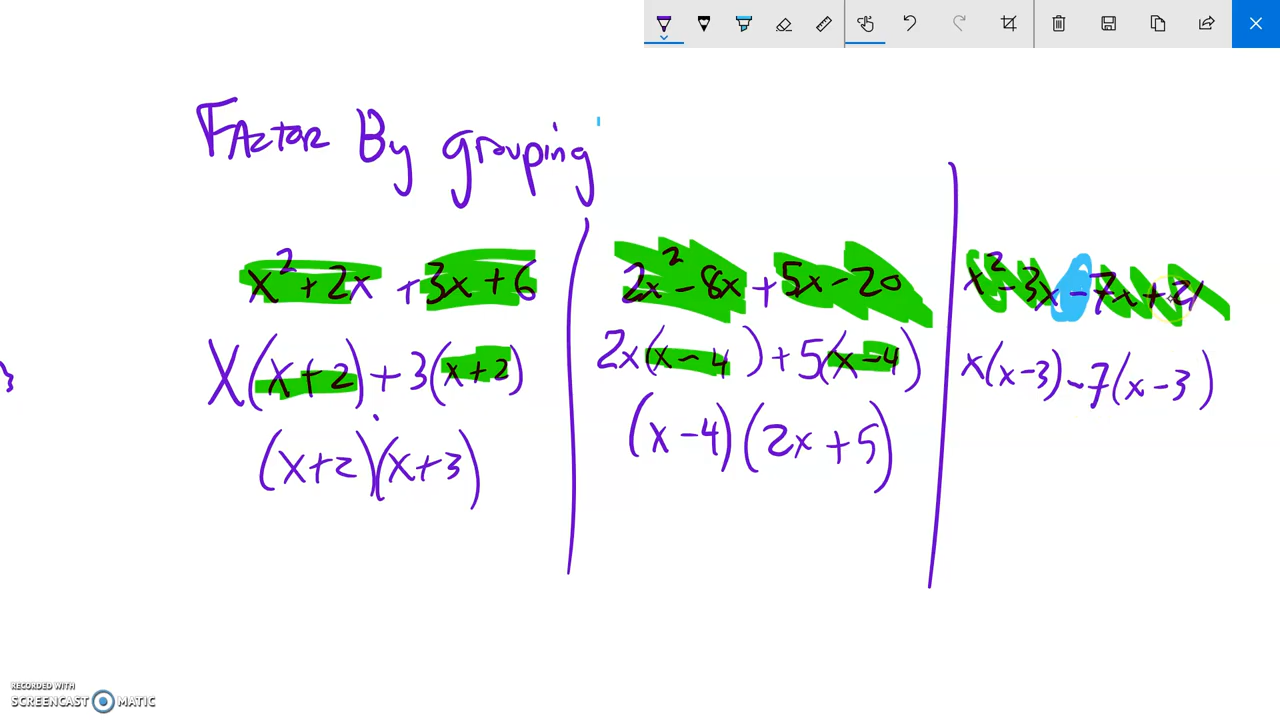 Factor By grouping
x² + 2x + 3x + 6
x(x+2) + 3(x+2)
(x+2)(x+3)
2x² - 8x + 5x - 20
2x(x-4) + 5(x-4)
(x-4)(2x+5)
x² - 3x - 7x + 21
x(x-3) - 7(x-3)
RECORDED WITH
SCREENCAST MATIC